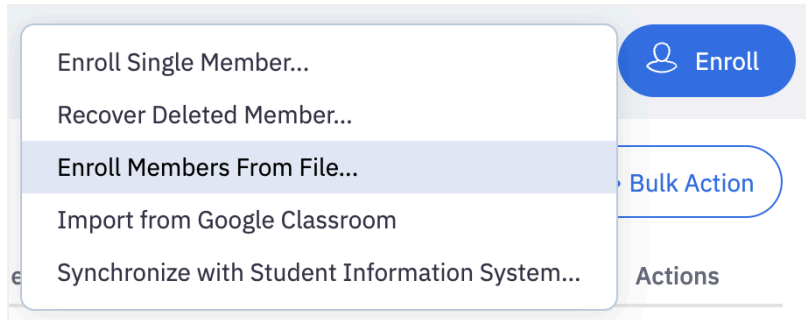 Enroll Single Member...
Enroll
Recover Deleted Member...
Enroll Members From File...
Bulk Action
Import from Google Classroom
Synchronize with Student Information System...
Actions